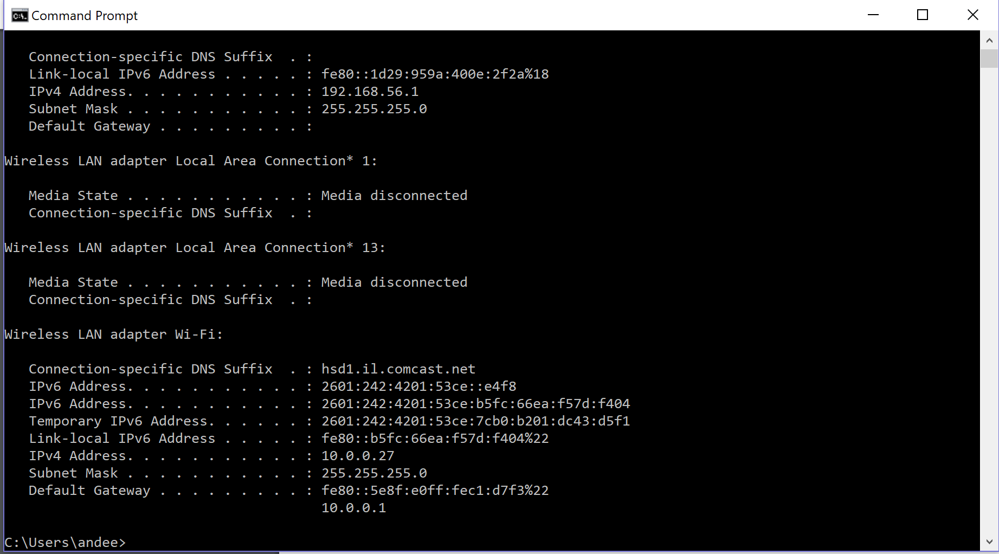 Command Prompt
Connection-specific DNS Suffix  . :
Link-local IPv6 Address . . . . . : fe80::1d29:959a:400e:2f2a%18
IPv4 Address. . . . . . . . . . . : 192.168.56.1
Subnet Mask . . . . . . . . . . . : 255.255.255.0
Default Gateway . . . . . . . . . :
Wireless LAN adapter Local Area Connection* 1:
Media State . . . . . . . . . . . : Media disconnected
Connection-specific DNS Suffix  . :
Wireless LAN adapter Local Area Connection* 13:
Media State . . . . . . . . . . . : Media disconnected
Connection-specific DNS Suffix  . :
Wireless LAN adapter Wi-Fi:
Connection-specific DNS Suffix  . : hsd1.il.comcast.net
IPv6 Address. . . . . . . . . . . : 2601:242:4201:53ce::e4f8
IPv6 Address. . . . . . . . . . . : 2601:242:4201:53ce:b5fc:66ea:f57d:f404
Temporary IPv6 Address. . . . . . : 2601:242:4201:53ce:7cb0:b201:dc43:d5f1
Link-local IPv6 Address . . . . . : fe80::b5fc:66ea:f57d:f404%22
IPv4 Address. . . . . . . . . . . : 10.0.0.27
Subnet Mask . . . . . . . . . . . : 255.255.255.0
Default Gateway . . . . . . . . . : fe80::5e8f:e0ff:fec1:d7f3%22
10.0.0.1
C:\Users\andee>